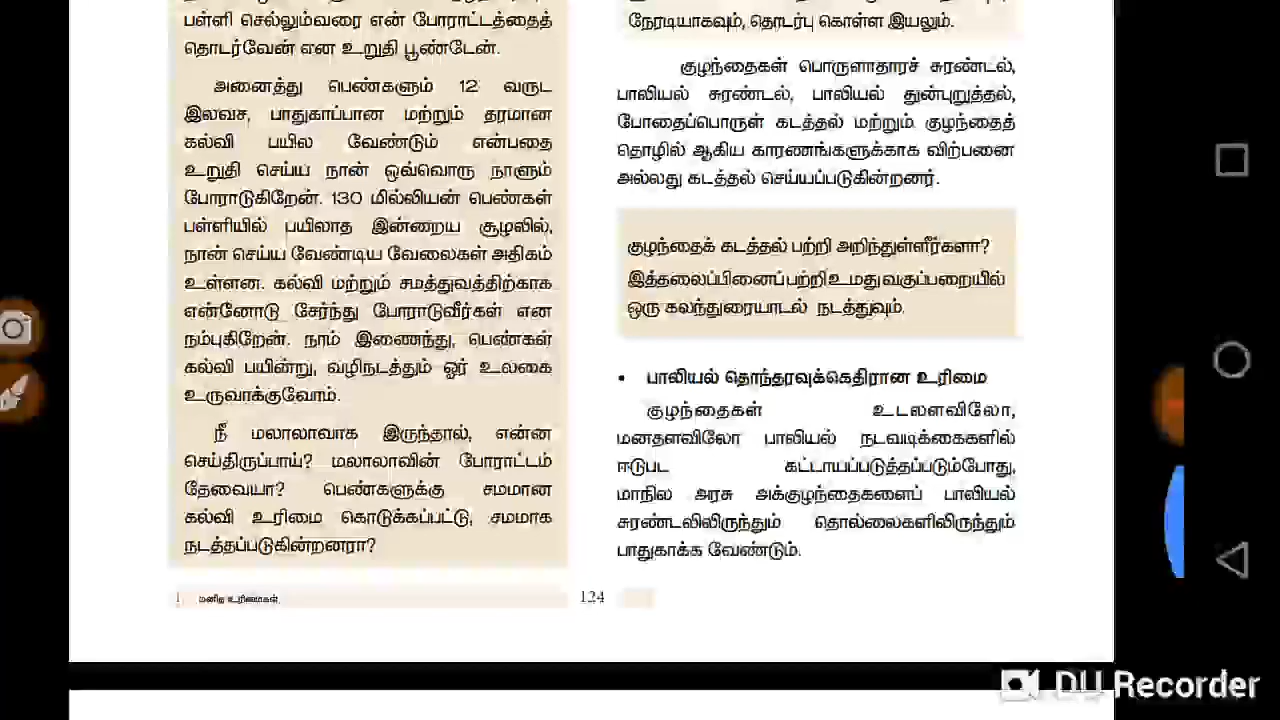 பள்ளி செல்லும்வரை என் போராட்டத்தைத்
தொடர்வேன் என உறுதி பூண்டேன்.
அனைத்து பெண்களும் 12 வருட
இலவச, பாதுகாப்பான மற்றும் தரமான
கல்வி பயில வேண்டும் என்பதை
உறுதி செய்ய நான் ஒவ்வொரு நாளும்
போராடுகிறேன். 130 மில்லியன் பெண்கள்
பள்ளியில் பயிலாத இன்றைய சூழலில்,
நான் செய்ய வேண்டிய வேலைகள் அதிகம்
உள்ளன. கல்வி மற்றும் சமத்துவத்திற்காக
என்னோடு சேர்ந்து போராடுவீர்கள் என
நம்புகிறேன். நாம் இணைந்து, பெண்கள்
கல்வி பயின்று, வழிநடத்தும் ஓர் உலகை
உருவாக்குவோம்.
நீ மலாலாவாக இருந்தால், என்ன
செய்திருப்பாய்? மலாலாவின் போராட்டம்
தேவையா? பெண்களுக்கு சமமான
கல்வி உரிமை கொடுக்கப்பட்டு, சமமாக
நடத்தப்படுகின்றனரா?
நேரடியாகவும், தொடர்பு கொள்ள இயலும்.
குழந்தைகள் பொருளாதாரச் சுரண்டல்,
பாலியல் சுரண்டல், பாலியல் துன்புறுத்தல்,
போதைப்பொருள் கடத்தல் மற்றும் குழந்தைத்
தொழில் ஆகிய காரணங்களுக்காக விற்பனை
அல்லது கடத்தல் செய்யப்படுகின்றனர்.
குழந்தைக் கடத்தல் பற்றி அறிந்துள்ளீர்களா?
இத்தலைப்பினைப்பற்றி உமது வகுப்பறையில்
ஒரு கலந்துரையாடல் நடத்துவும்.
• பாலியல் தொந்தரவுக்கெதிரான உரிமை
குழந்தைகள் உடலளவிலோ,
மனதளவிலோ பாலியல் நடவடிக்கைகளில்
ஈடுபட கட்டாயப்படுத்தப்படும்போது,
மாநில அரசு அக்குழந்தைகளைப் பாலியல்
சுரண்டலிலிருந்தும் தொல்லைகளிலிருந்தும்
பாதுகாக்க வேண்டும்.
மனித உரிமைகள்
124
DU Recorder